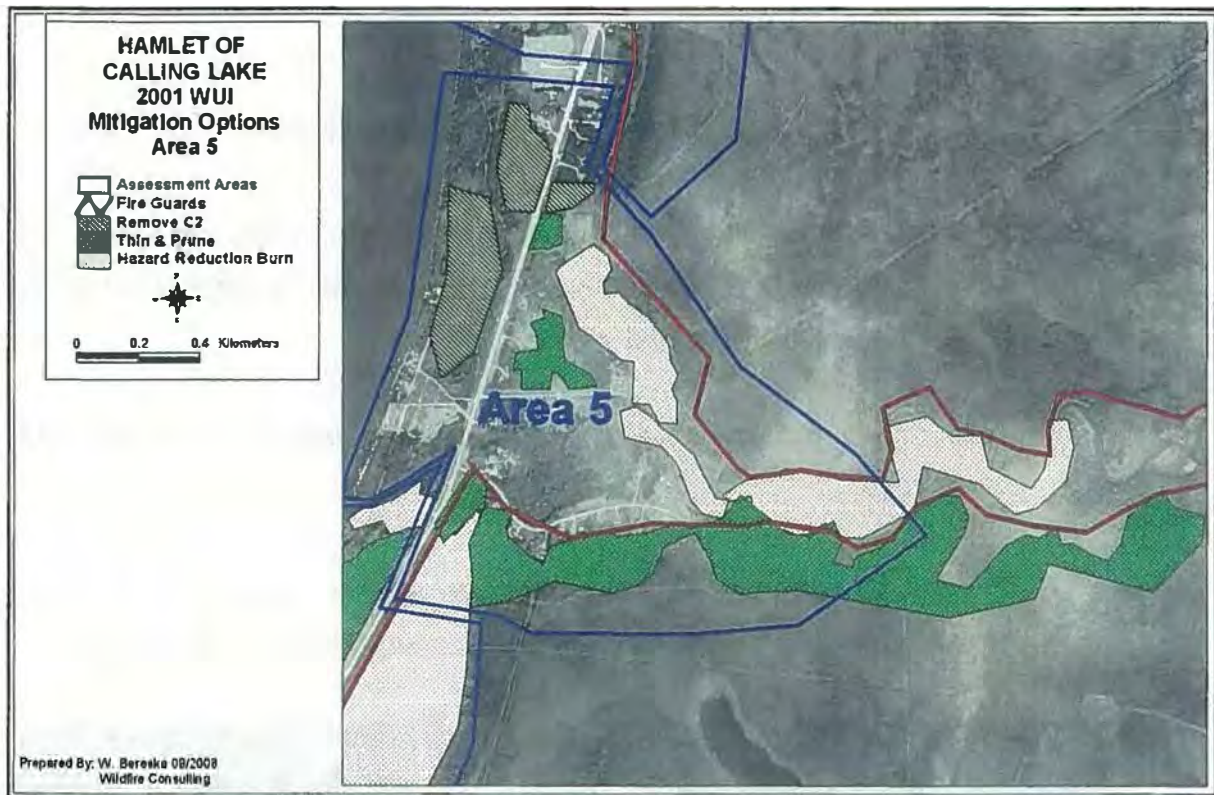 HAMLET OF
CALLING LAKE
2001 WUI
Mitigation Options
Area 5
Assessment Areas
Fire Guards
Remove C2
Thin & Prune
Hazard Reduction Burn
0 0.2 0.4 Kilometers
Area 5
Prepared By: W. Bereska 08/2008
Wildfire Consulting